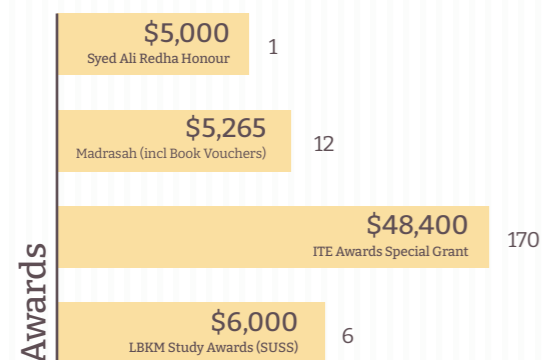 $5,000
Syed Ali Redha Honour
1
$5,265
Madrasah (incl Book Vouchers)
12
$48,400
ITE Awards Special Grant
170
$6,000
LBKM Study Awards (SUSS)
6
Awards